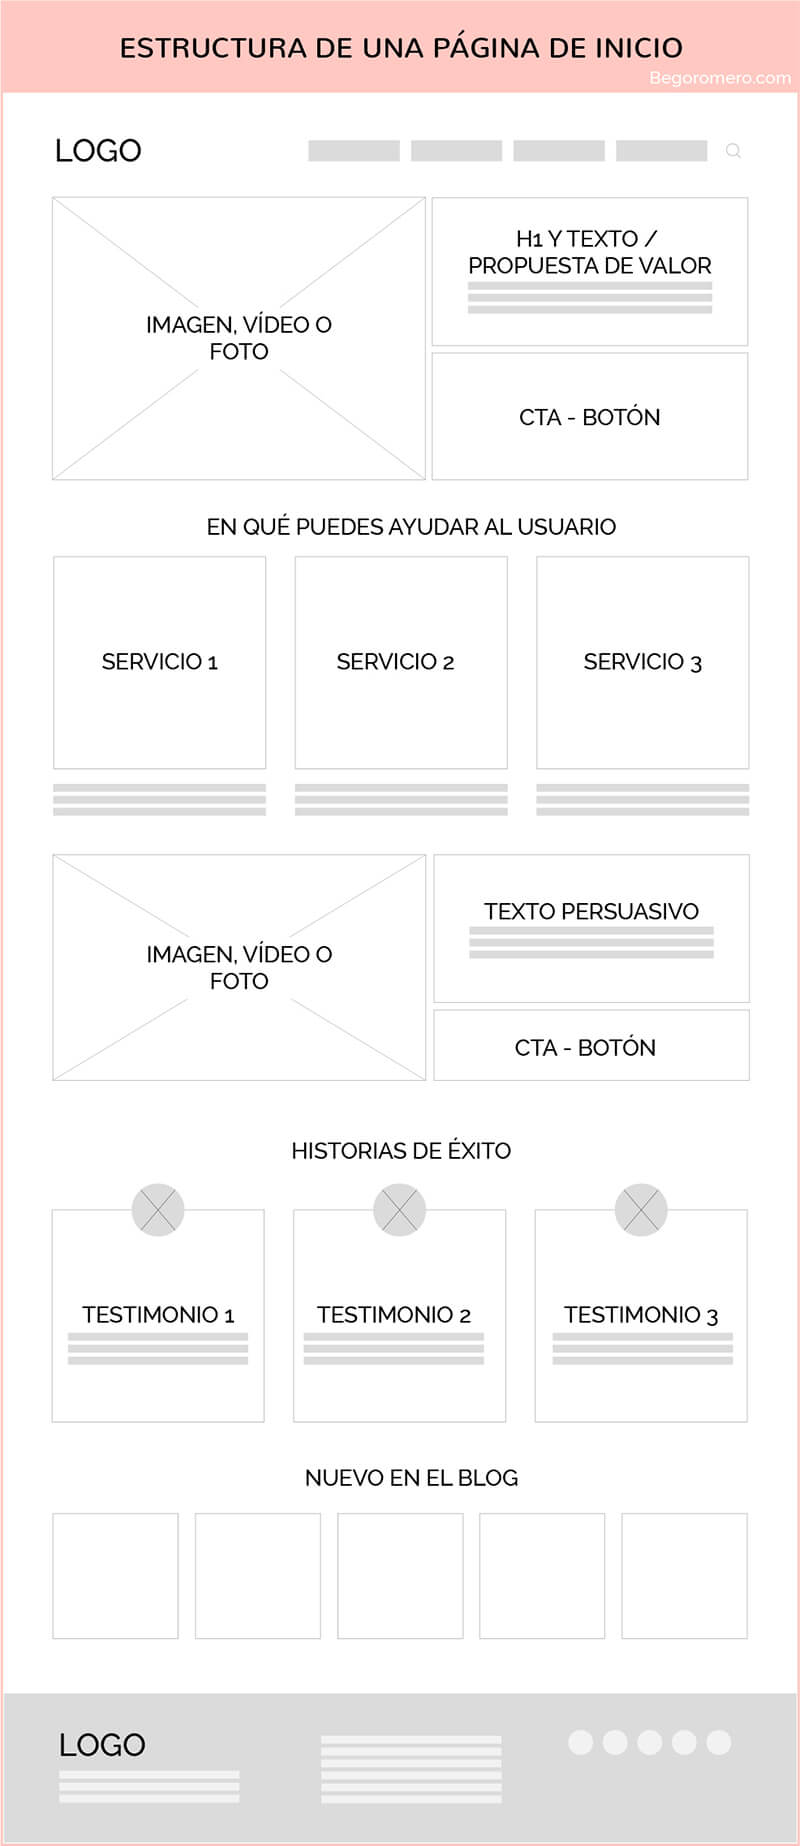 ESTRUCTURA DE UNA PÁGINA DE INICIO
Begoromero.com
LOGO
IMAGEN, VÍDEO O
FOTO
H1 Y TEXTO /
PROPUESTA DE VALOR
CTA - BOTÓN
EN QUÉ PUEDES AYUDAR AL USUARIO
SERVICIO 1
SERVICIO 2
SERVICIO 3
IMAGEN, VÍDEO O
FOTO
TEXTO PERSUASIVO
CTA - BOTÓN
HISTORIAS DE ÉXITO
TESTIMONIO 1
TESTIMONIO 2
TESTIMONIO 3
NUEVO EN EL BLOG
LOGO